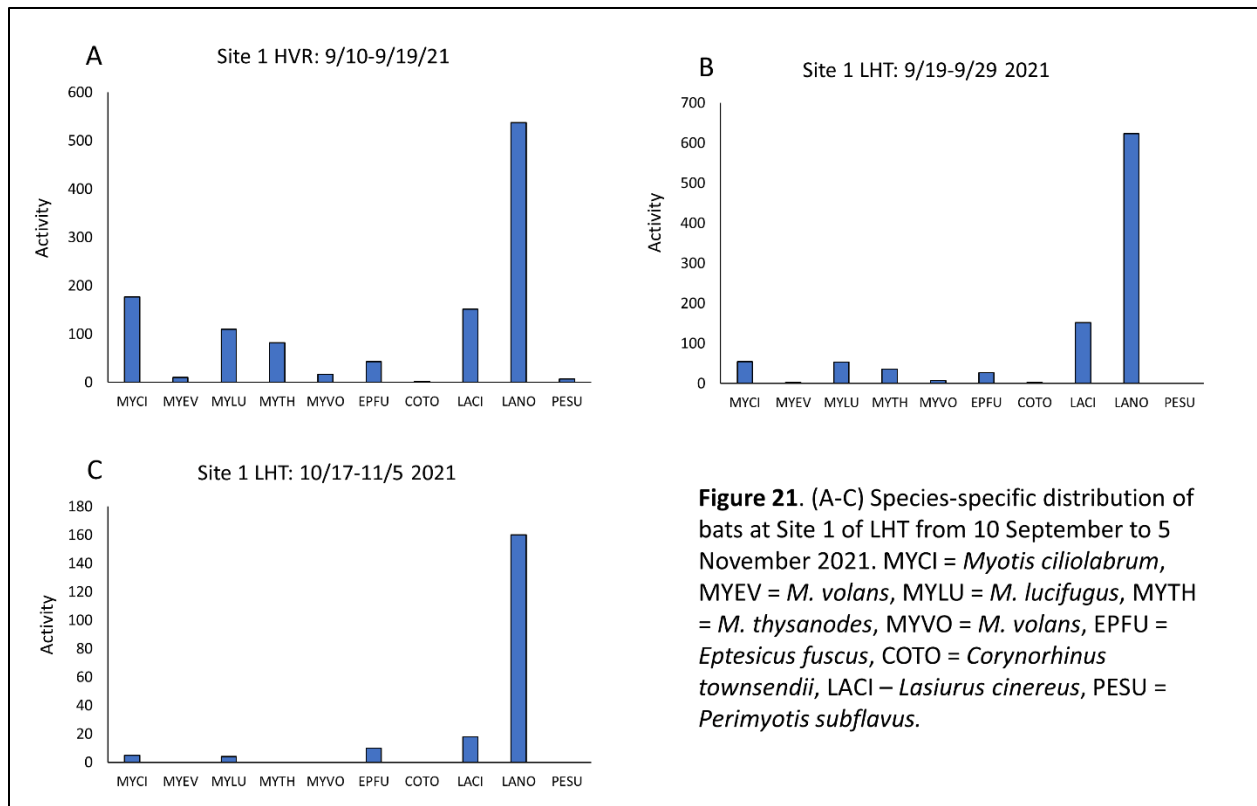 A
Site 1 HVR: 9/10-9/19/21
600
500
400
300
200
100
0
Activity
MYCI MYEV MYLU MYTH MYVO EPFU COTO LACI LANO PESU
B
Site 1 LHT: 9/19-9/29 2021
700
600
500
400
300
200
100
0
Activity
MYCI MYEV MYLU MYTH MYVO EPFU COTO LACI LANO PESU
C
Site 1 LHT: 10/17-11/5 2021
180
160
140
120
100
80
60
40
20
0
Activity
MYCI MYEV MYLU MYTH MYVO EPFU COTO LACI LANO PESU
Figure 21. (A-C) Species-specific distribution of
bats at Site 1 of LHT from 10 September to 5
November 2021. MYCI = Myotis ciliolabrum,
MYEV = M. volans, MYLU = M. lucifugus, MYTH
= M. thysanodes, MYVO = M. volans, EPFU =
Eptesicus fuscus, COTO = Corynorhinus
townsendii, LACI – Lasiurus cinereus, PESU =
Perimyotis subflavus.